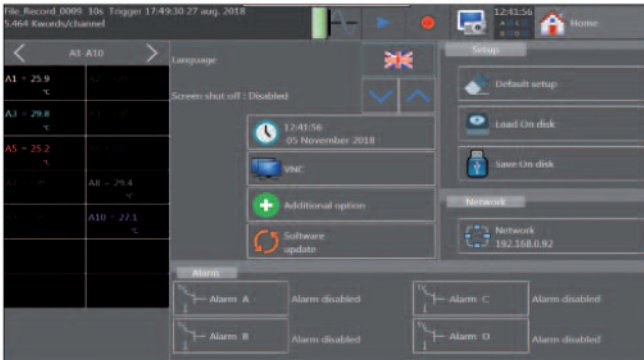 File Record_0009 10s Trigger 17:49:30 27 aug. 2018
5.464 Kwords/channel
12:41:56
A
B
Home
A1 A10
A1 = 25.9
°C
A3 = 29.8
°C
A5 = 25.2
°C
A8 = 29.4
°C
A10 = 27.1
°C
Language
Screen shut off : Disabled
12:41:56
05 November 2018
VNC
Additional option
Software
update
Setup
Default setup
Load On disk
Save On disk
Network
Network
192.168.0.92
Alarm
Alarm A
Alarm disabled
Alarm C
Alarm disabled
Alarm B
Alarm disabled
Alarm D
Alarm disabled